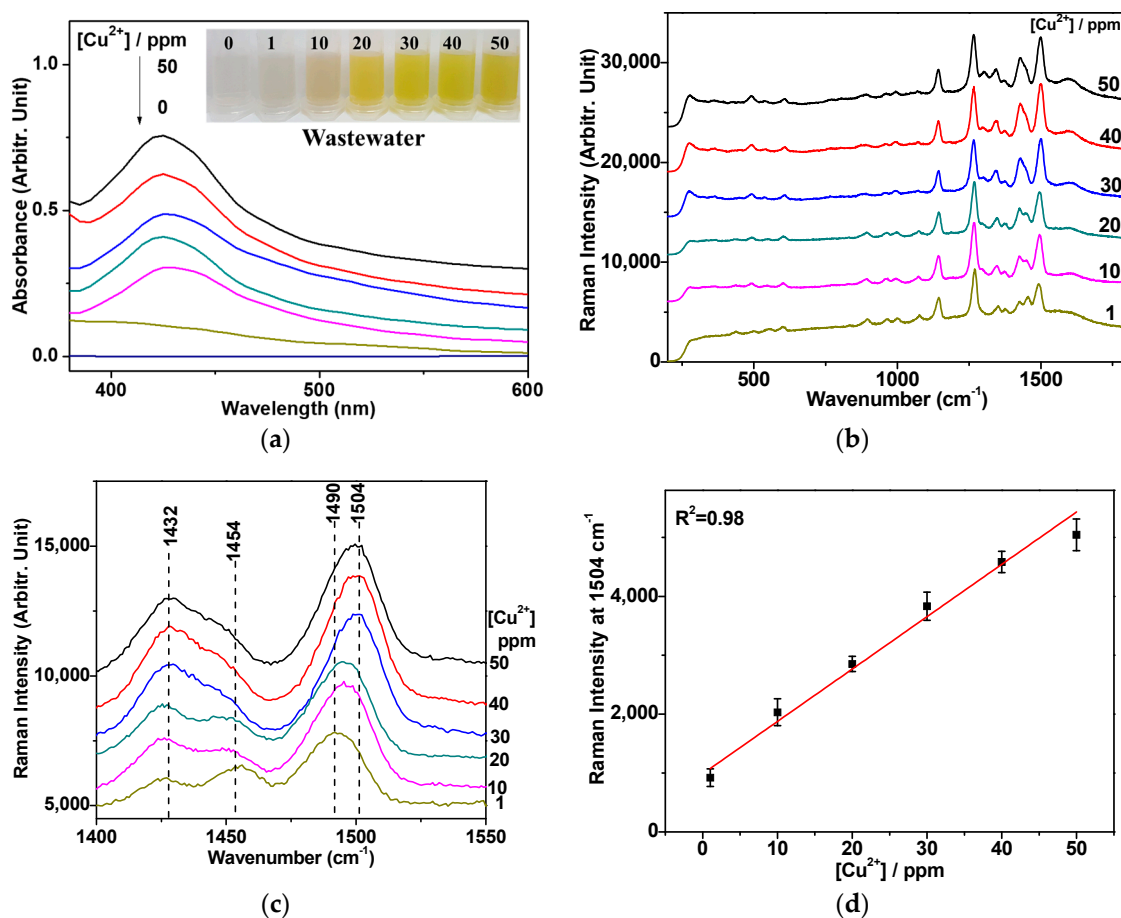 [Cu2+] / ppm
50
0
0 1 10 20 30 40 50
Wastewater
1.0
0.5
0.0
Absorbance (Arbitr. Unit)
400 500 600
Wavelength (nm)
(a)
[Cu2+] / ppm
50
40
30
20
10
1
30,000
20,000
10,000
0
Raman Intensity (Arbitr. Unit)
500 1000 1500
Wavenumber (cm-1)
(b)
1432
1454
1490
1504
[Cu2+]
ppm
50
40
30
20
10
1
15,000
10,000
5,000
Raman Intensity (Arbitr. Unit)
1400 1450 1500 1550
Wavenumber (cm-1)
(c)
R2=0.98
4,000
2,000
0
Raman Intensity at 1504 cm-1
0 10 20 30 40 50
[Cu2+] / ppm
(d)